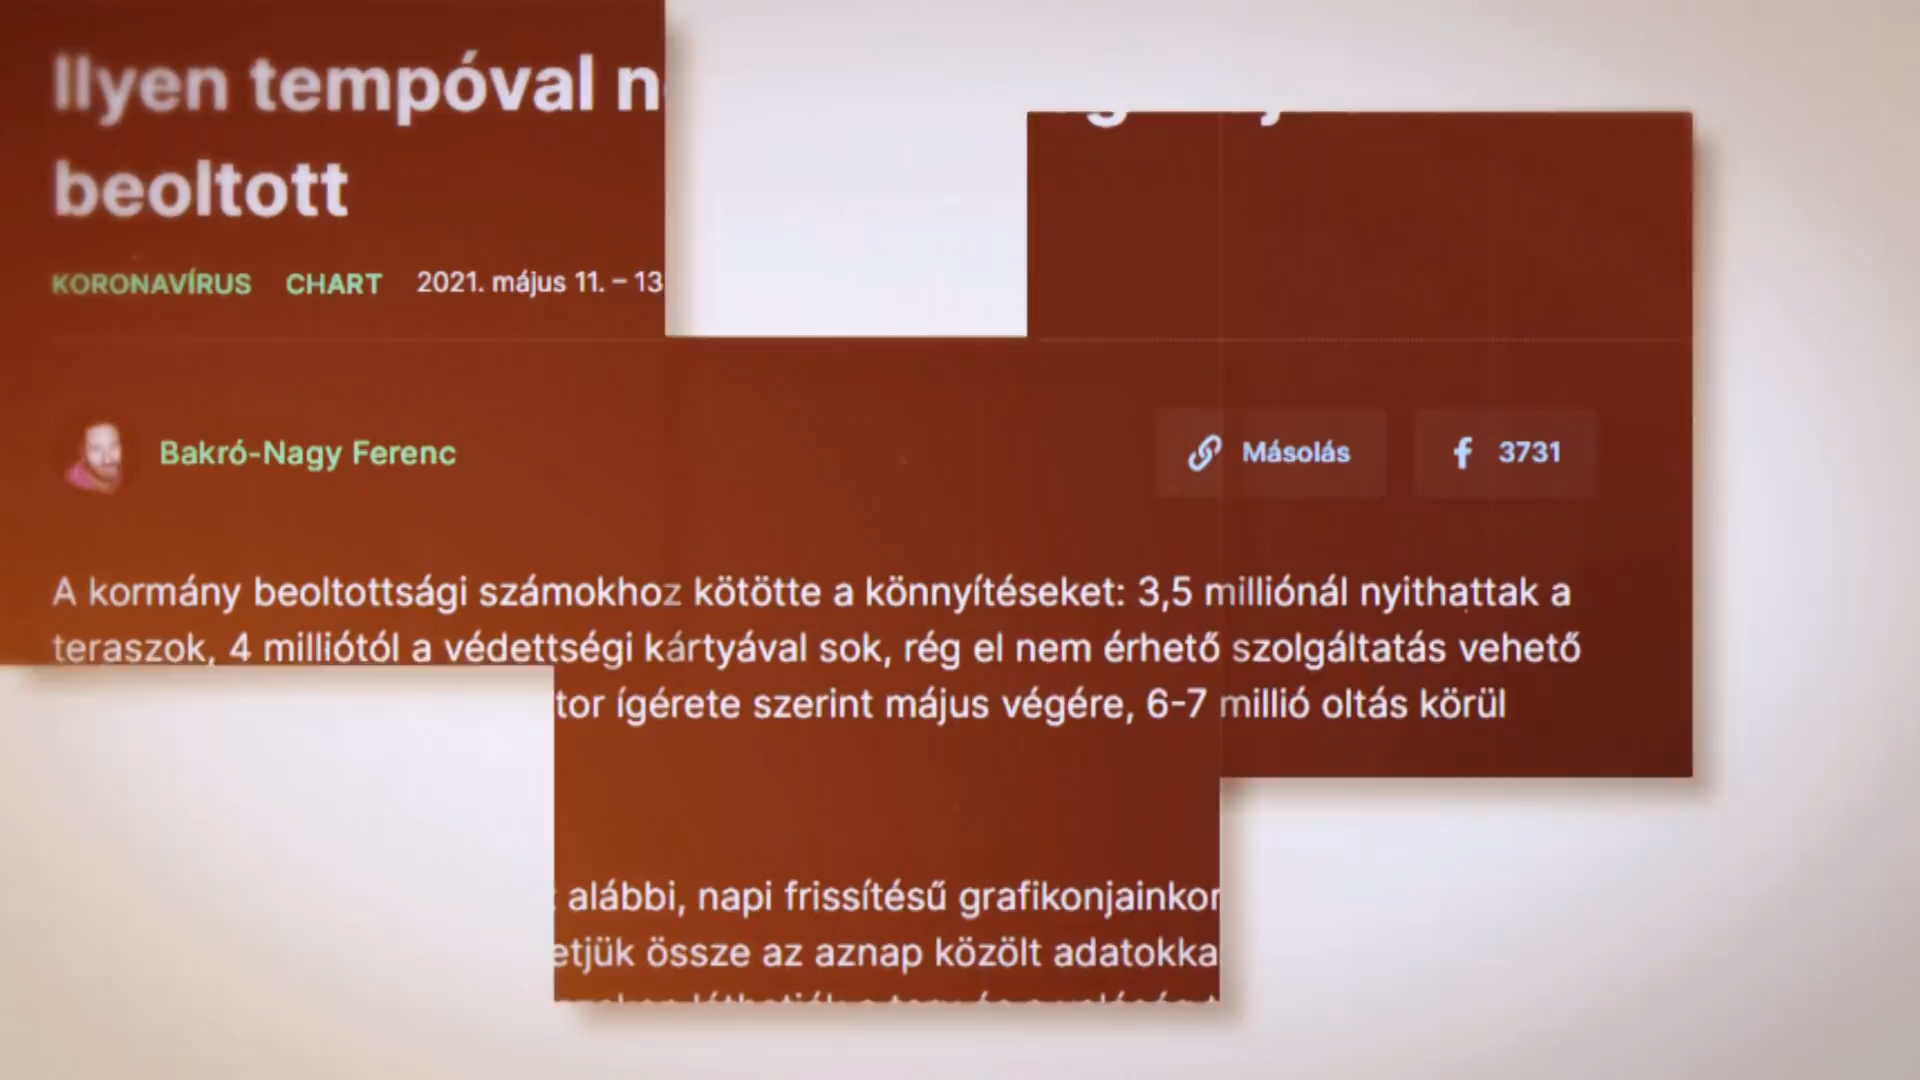 Ilyen tempóval
beoltott
KORONAVÍRUS CHART 2021. május 11. – 13
Bakró-Nagy Ferenc
Másolás
3731
A kormány beoltottsági számokhoz kötötte a könnyítéseket: 3,5 milliónál nyithattak a
teraszok, 4 milliótól a védettségi kártyával sok, rég el nem érhető szolgáltatás vehető
tor ígérete szerint május végére, 6-7 millió oltás körül
alábbi, napi frissítésű grafikonjainkon
etjük össze az aznap közölt adatokka